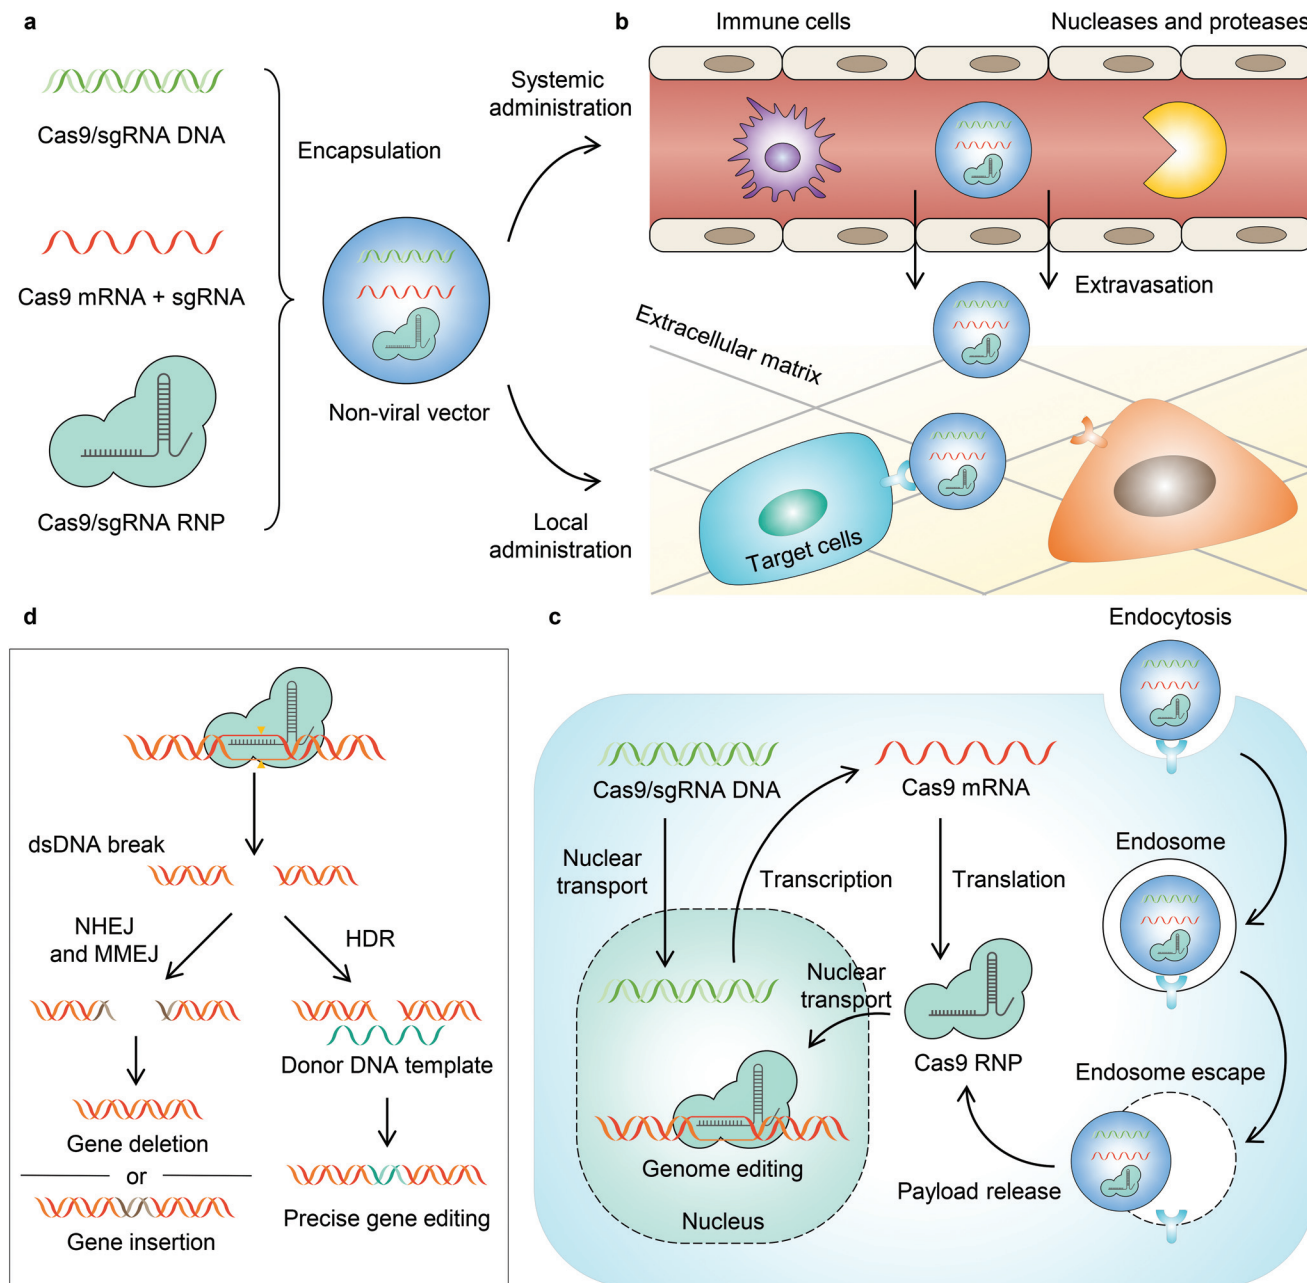 a
Cas9/sgRNA DNA
Cas9 mRNA + sgRNA
Cas9/sgRNA RNP
Encapsulation
Non-viral vector
Systemic
administration
Local
administration
b
Immune cells
Nucleases and proteases
Extravasation
Extracellular matrix
Target cells
d
dsDNA break
NHEJ
and MMEJ
HDR
Donor DNA template
Gene deletion
or
Gene insertion
Precise gene editing
c
Endocytosis
Cas9/sgRNA DNA
Cas9 mRNA
Nuclear
transport
Transcription
Translation
Endosome
Nuclear
transport
Cas9 RNP
Endosome escape
Genome editing
Payload release
Nucleus